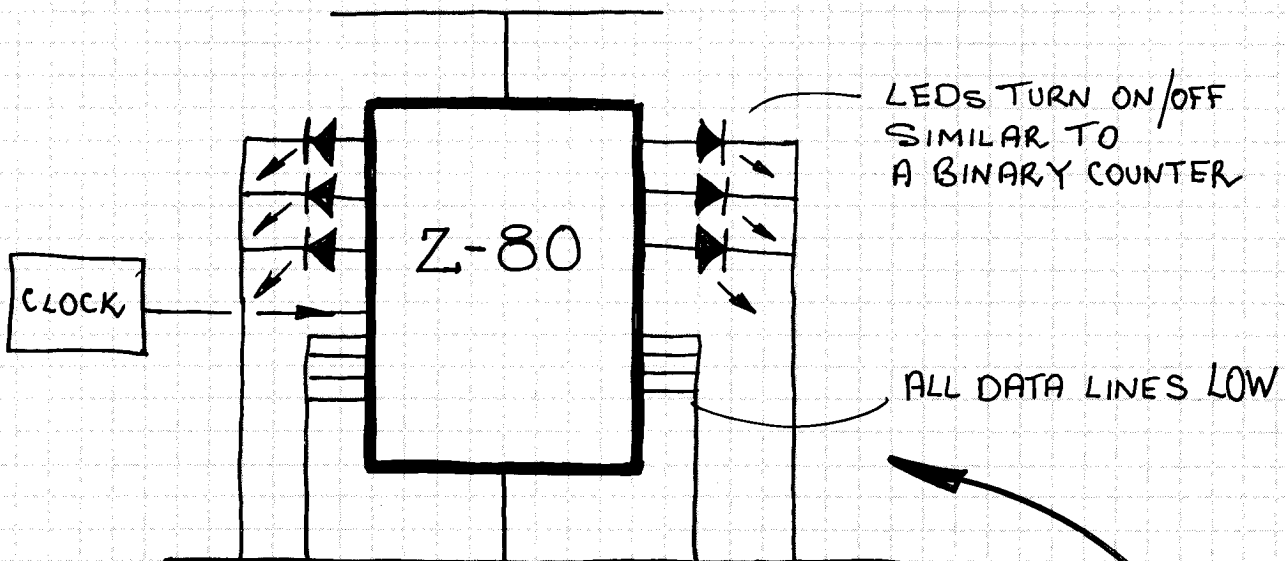 LEDS TURN ON/OFF
SIMILAR TO
A BINARY COUNTER
Z-80
CLOCK
ALL DATA LINES LOW